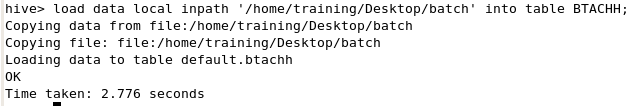 hive> load data local inpath '/home/training/Desktop/batch' into table BTACHH;
Copying data from file:/home/training/Desktop/batch
Copying file: file:/home/training/Desktop/batch
Loading data to table default.btachh
OK
Time taken: 2.776 seconds